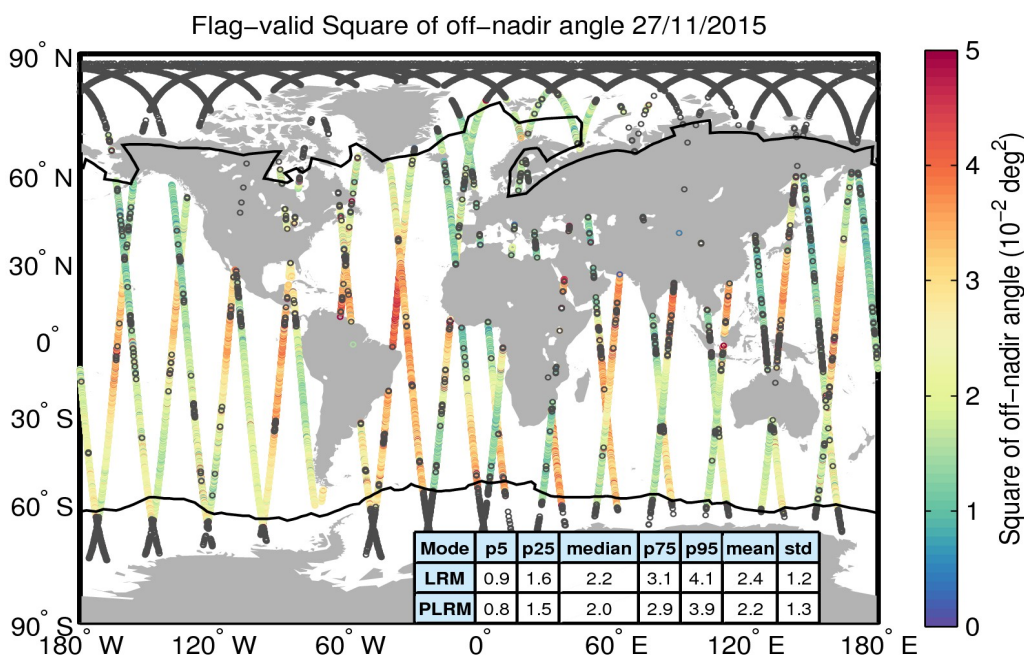 Flag−valid Square of off−nadir angle 27/11/2015
90° N
60° N
30° N
0°
30° S
60° S
90° S
180° W 120° W 60° W 0° 60° E 120° E 180° E
Mode p5 p25 median p75 p95 mean std
LRM 0.9 1.6 2.2 3.1 4.1 2.4 1.2
PLRM 0.8 1.5 2.0 2.9 3.9 2.2 1.3
5
4
3
2
1
0
Square of off−nadir angle (10⁻² deg²)